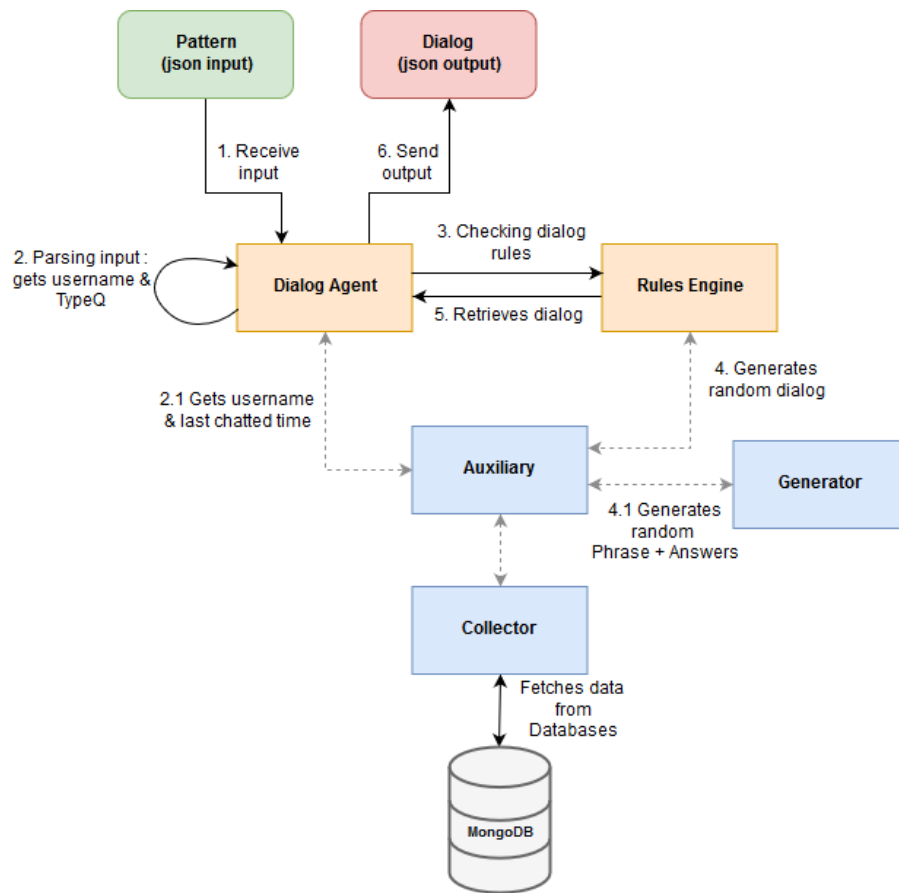 Pattern
(json input)
Dialog
(json output)
1. Receive
input
6. Send
output
2. Parsing input :
gets username &
TypeQ
Dialog Agent
3. Checking dialog
rules
5. Retrieves dialog
Rules Engine
2.1 Gets username
& last chatted time
4. Generates
random dialog
Auxiliary
Generator
4.1 Generates
random
Phrase + Answers
Collector
Fetches data
from
Databases
MongoDB